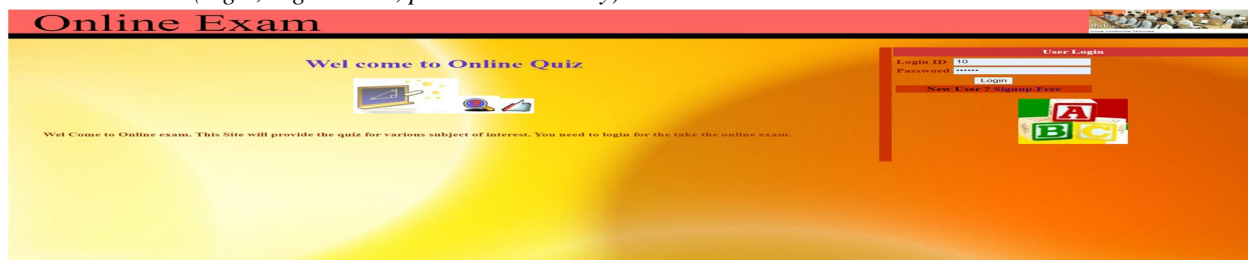 Online Exam
User Login
Wel come to Online Quiz
Login ID 10
Password ••••••
Login
New User ? Signup Free
A
B C
Wel Come to Online exam. This Site will provide the quiz for various subject of interest. You need to login for the take the online exam.